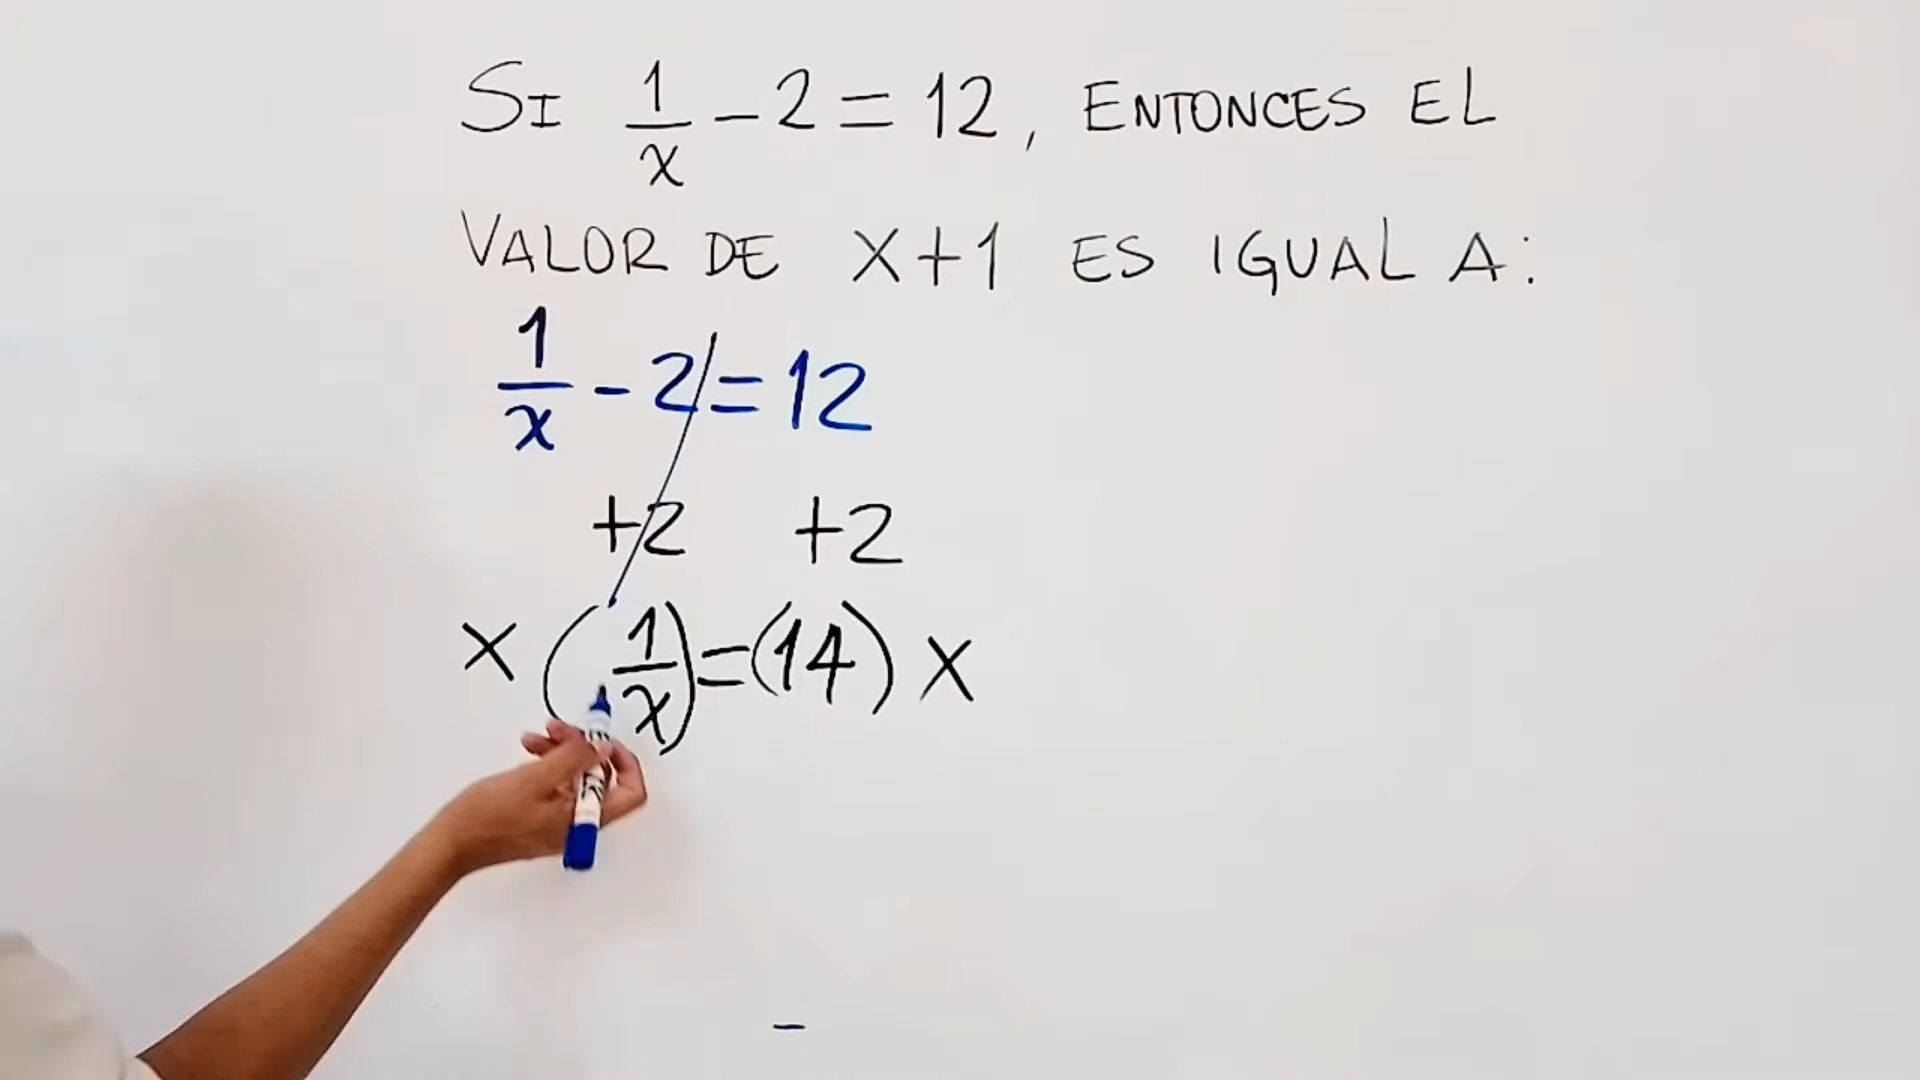 SI 1/x - 2 = 12, ENTONCES EL
VALOR DE X+1 ES IGUAL A:
1/x - 2 = 12
+2 +2
x (1/x) = (14) x